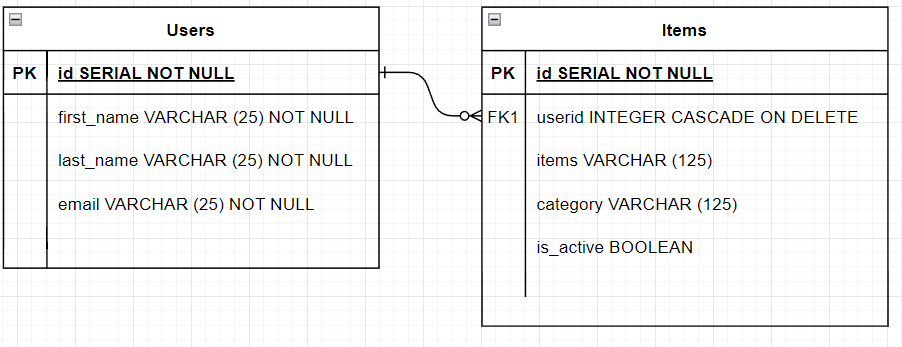 Users
PK id SERIAL NOT NULL
first_name VARCHAR (25) NOT NULL
last_name VARCHAR (25) NOT NULL
email VARCHAR (25) NOT NULL
Items
PK id SERIAL NOT NULL
FK1 userid INTEGER CASCADE ON DELETE
items VARCHAR (125)
category VARCHAR (125)
is_active BOOLEAN